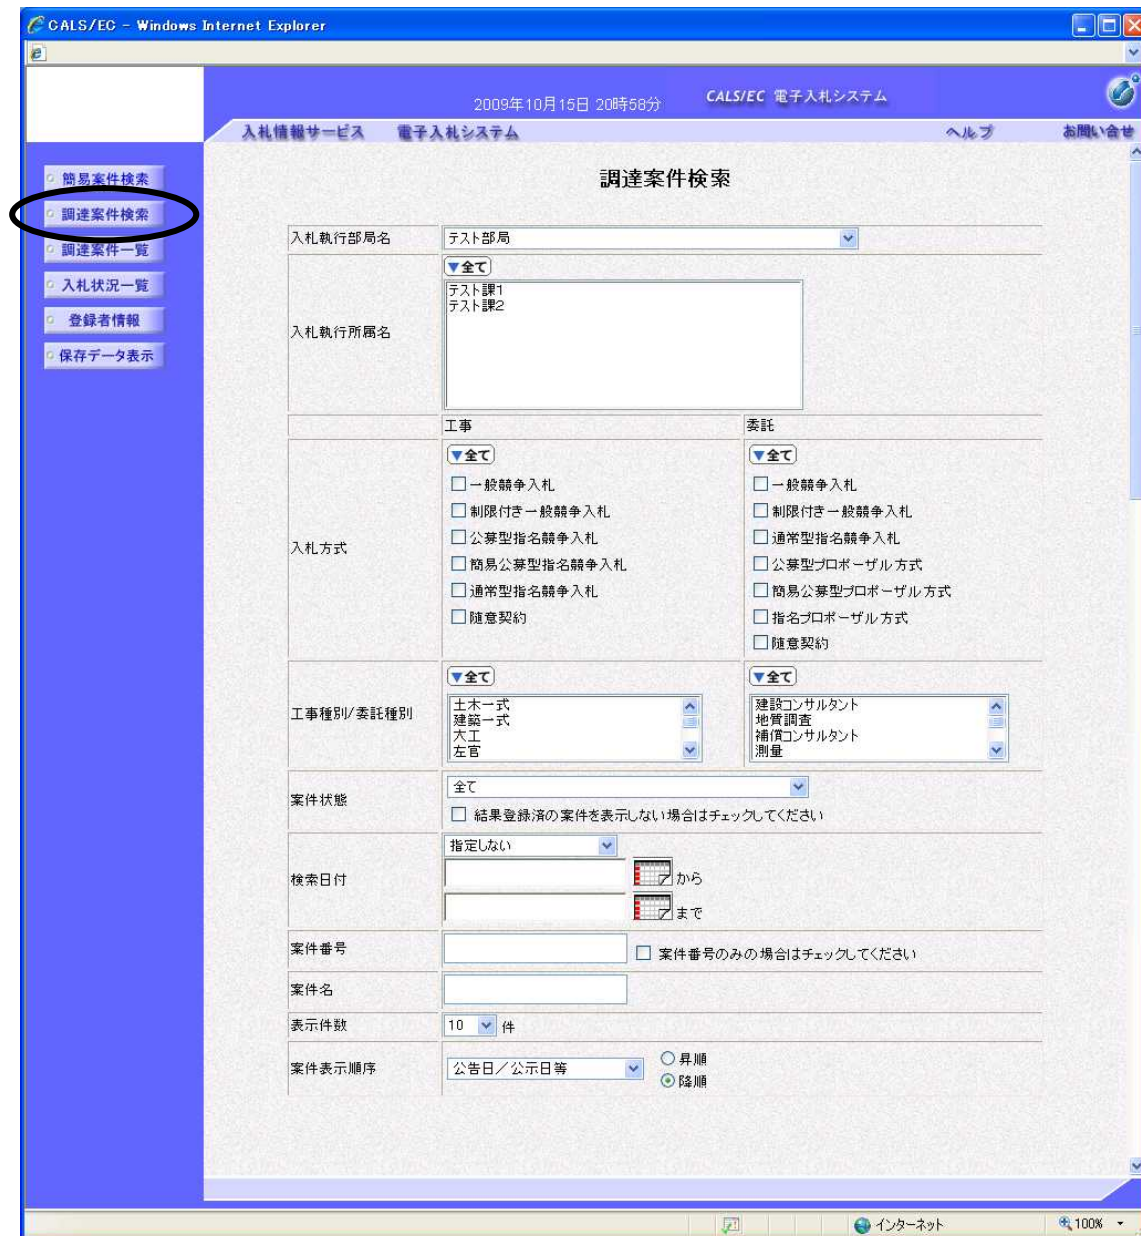 CALS/EC - Windows Internet Explorer
2009年10月15日 20時58分
CALS/EC 電子入札システム
入札情報サービス 電子入札システム ヘルプ お問い合せ
簡易案件検索
調達案件検索
調達案件一覧
入札状況一覧
登録者情報
保存データ表示
調達案件検索
入札執行部局名 テスト部局
入札執行所属名
▼全て
テスト課1
テスト課2
工事 委託
入札方式
▼全て
一般競争入札
制限付き一般競争入札
公募型指名競争入札
簡易公募型指名競争入札
通常型指名競争入札
随意契約
▼全て
一般競争入札
制限付き一般競争入札
通常型指名競争入札
公募型プロポーザル方式
簡易公募型プロポーザル方式
指名プロポーザル方式
随意契約
工事種別/委託種別
▼全て
土木一式
建築一式
大工
左官
▼全て
建設コンサルタント
地質調査
補償コンサルタント
測量
案件状態
全て
結果登録済の案件を表示しない場合はチェックしてください
検索日付
指定しない
から
まで
案件番号 案件番号のみの場合はチェックしてください
案件名
表示件数 10 件
案件表示順序 公告日／公示日等
昇順
降順
インターネット 100%